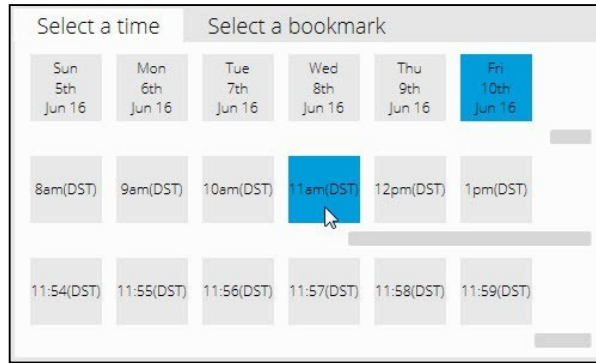 Select a time Select a bookmark
Sun Mon Tue Wed Thu Fri
5th 6th 7th 8th 9th 10th
Jun 16 Jun 16 Jun 16 Jun 16 Jun 16 Jun 16
8am(DST) 9am(DST) 10am(DST) 11am(DST) 12pm(DST) 1pm(DST)
11:54(DST) 11:55(DST) 11:56(DST) 11:57(DST) 11:58(DST) 11:59(DST)